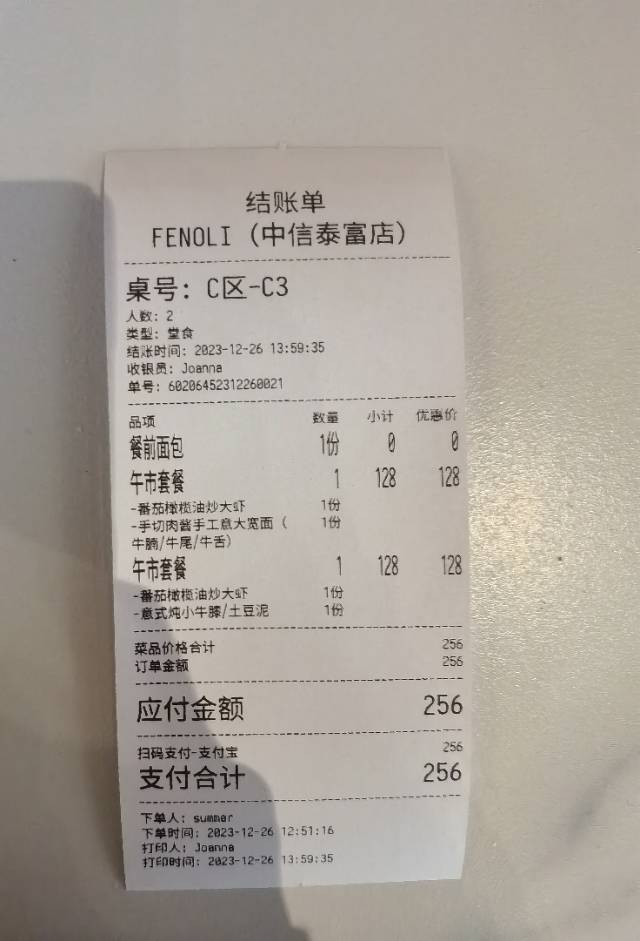 结账单
FENOLI (中信泰富店)
桌号: C区-C3
人数: 2
类型: 堂食
结账时间: 2023-12-26 13:59:35
收银员: Joanna
单号: 60206452312260021
品项 数量 小计 优惠价
餐前面包 1份 0 0
午市套餐 1 128 128
-番茄橄榄油炒大虾 1份
-手切肉酱手工意大宽面 ( 1份
牛腩/牛尾/牛舌)
午市套餐 1 128 128
-番茄橄榄油炒大虾 1份
-意式炖小牛膝/土豆泥 1份
菜品价格合计 256
订单金额 256
应付金额 256
扫码支付-支付宝 256
支付合计 256
下单人: summer
下单时间: 2023-12-26 12:51:16
打印人: Joanna
打印时间: 2023-12-26 13:59:35